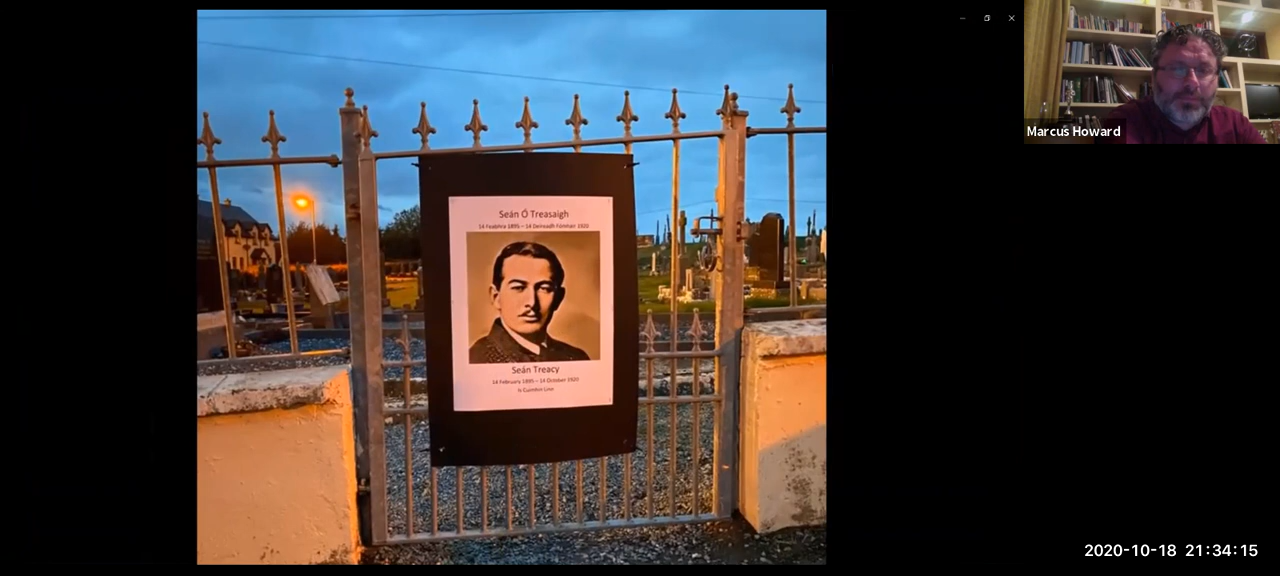 Seán Ó Treasaigh
14 Feabhra 1895 – 14 Deireadh Fómhair 1920
Seán Treacy
14 February 1895 – 14 October 1920
Is Cuimhin Linn
Marcus Howard
2020-10-18 21:34:15